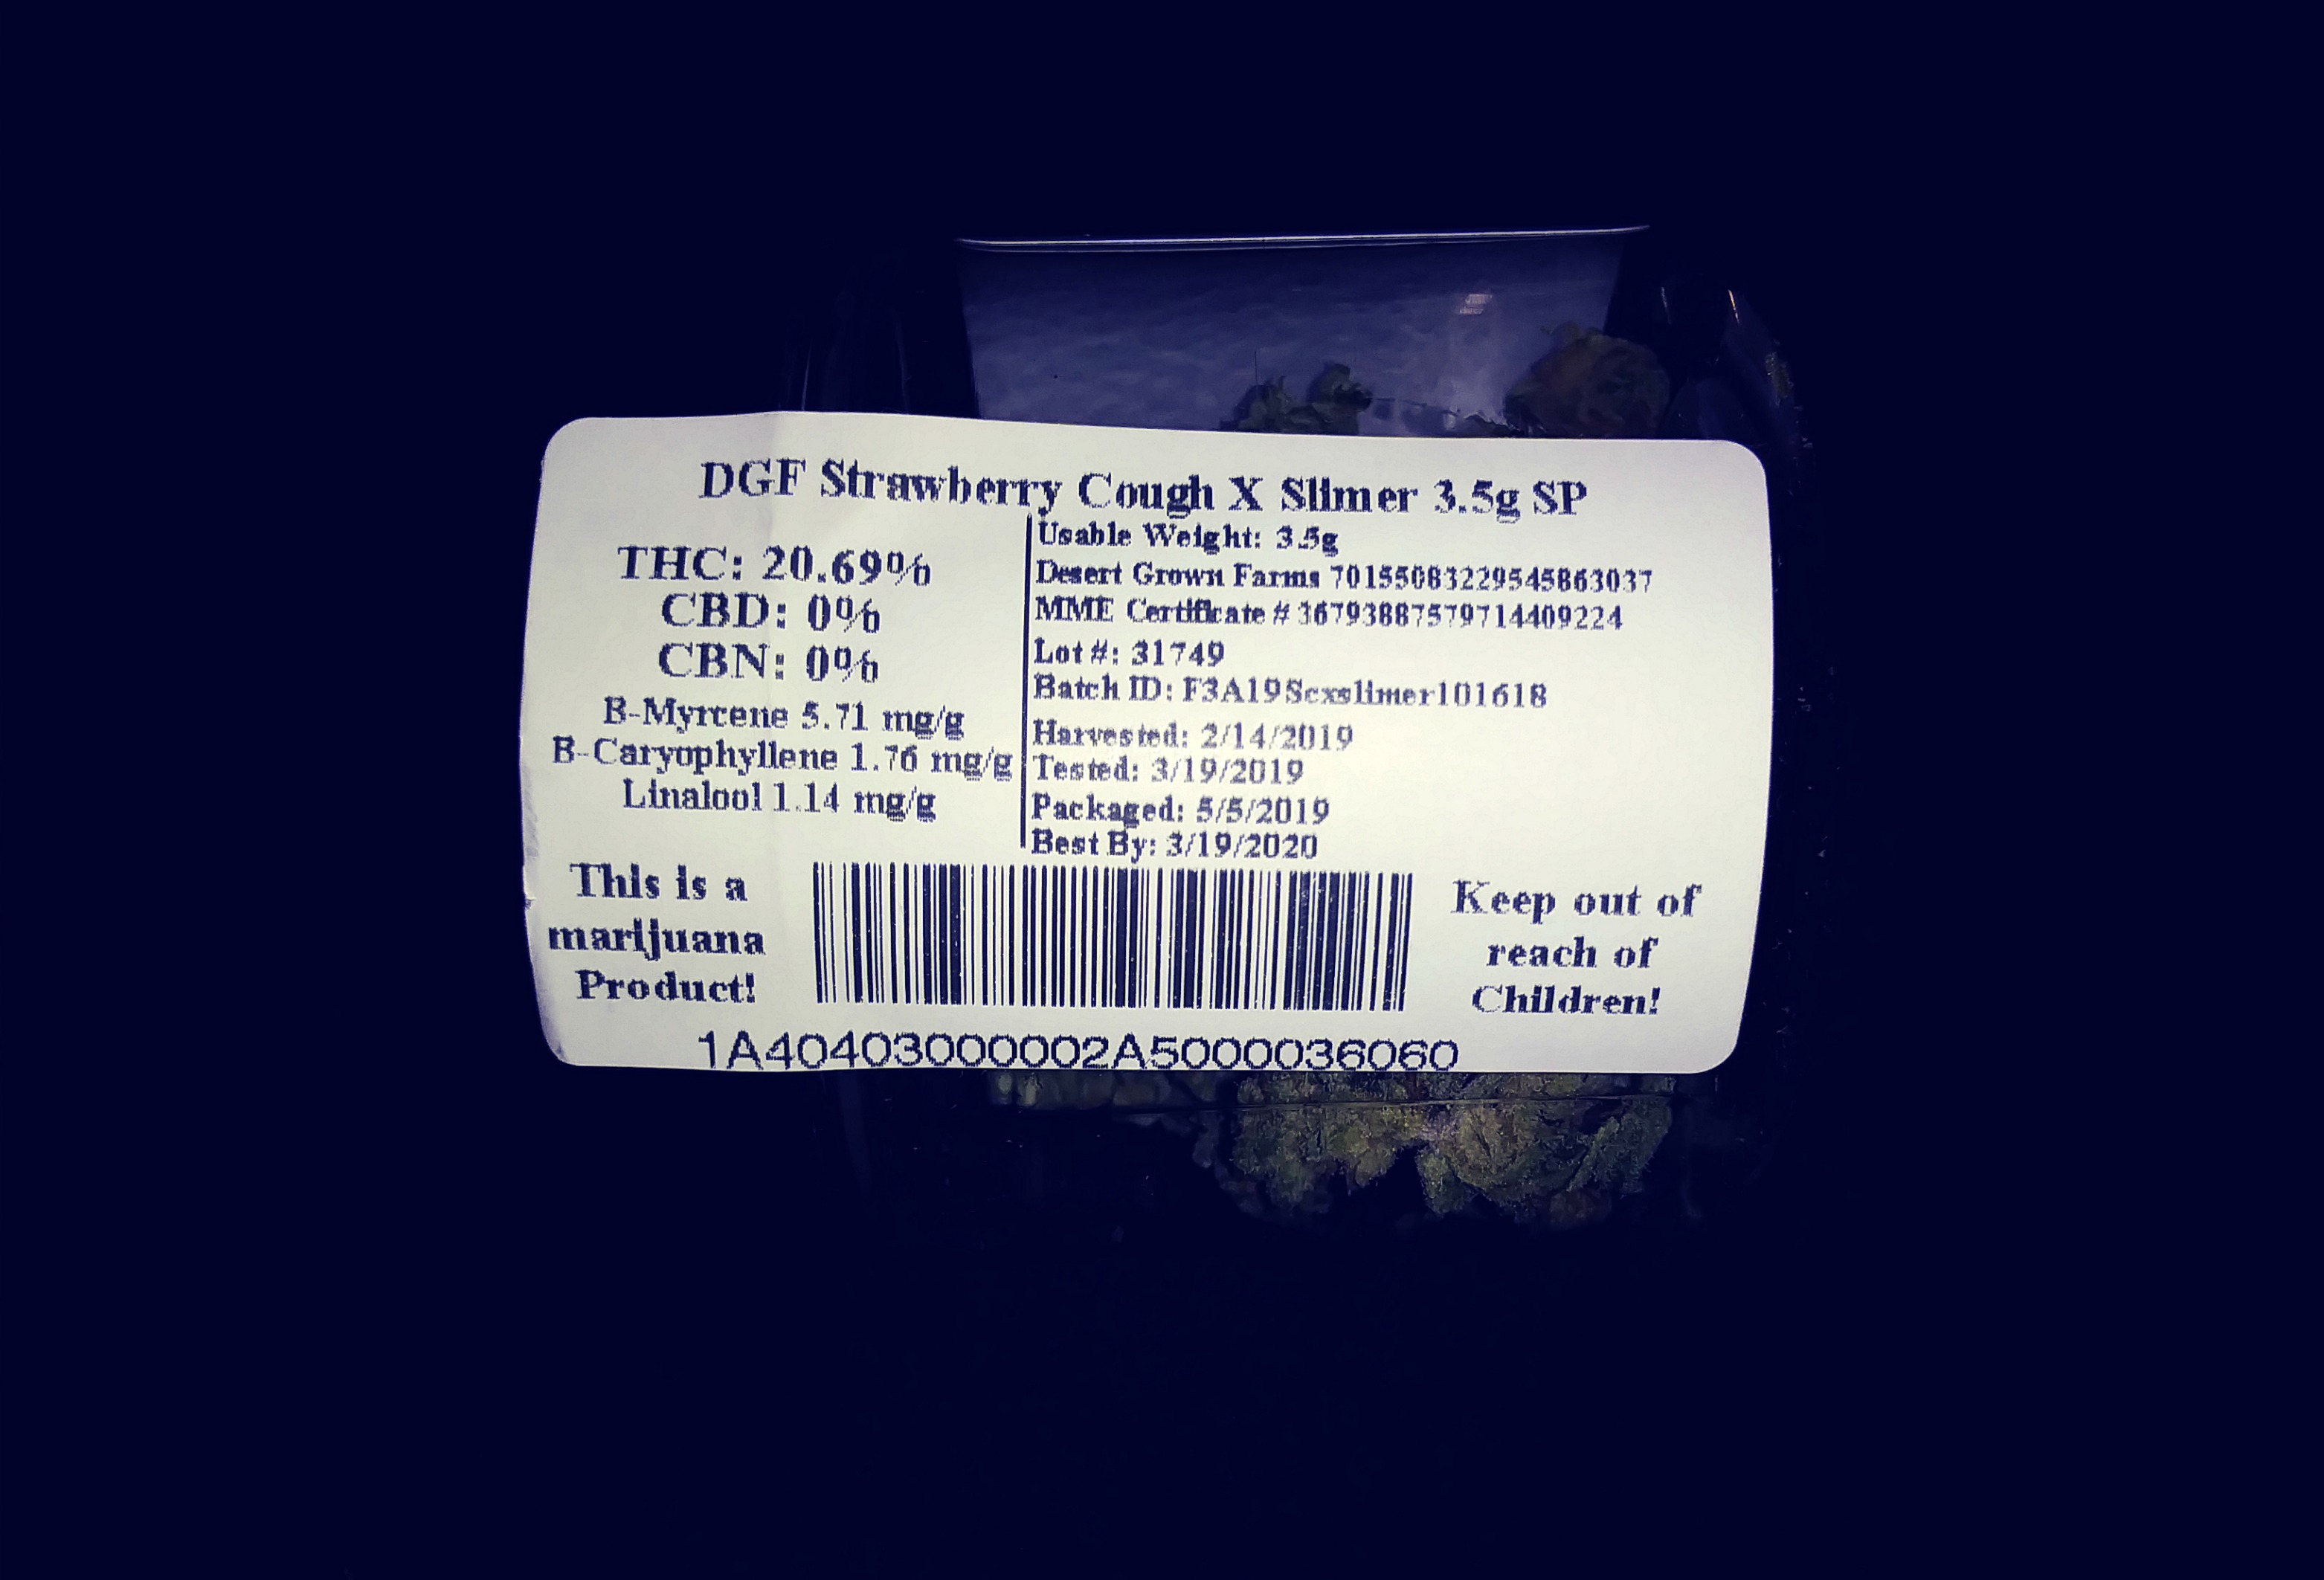 DGF Strawberry Cough X Slimer 3.5g SP
THC: 20.69%
CBD: 0%
CBN: 0%
B-Myrcene 5.71 mg/g
B-Caryophyllene 1.76 mg/g
Linalool 1.14 mg/g
Usable Weight: 3.5g
Desert Grown Farms 70155083229545863037
MME Certificate # 36793887579714409224
Lot #: 31749
Batch ID: F3A19Scxslimer101618
Harvested: 2/14/2019
Tested: 3/19/2019
Packaged: 5/5/2019
Best By: 3/19/2020
This is a
marijuana
Product!
Keep out of
reach of
Children!
1A40403000002A5000036060